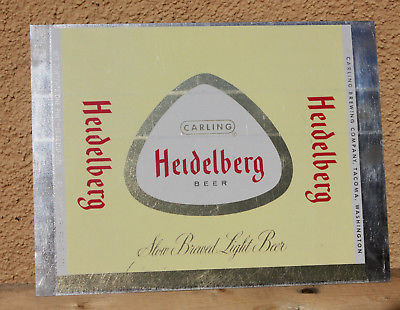 Heidelberg
CARLING
Heidelberg
BEER
Slow Brewed Light Beer
Heidelberg
CARLING BREWING COMPANY, TACOMA, WASHINGTON